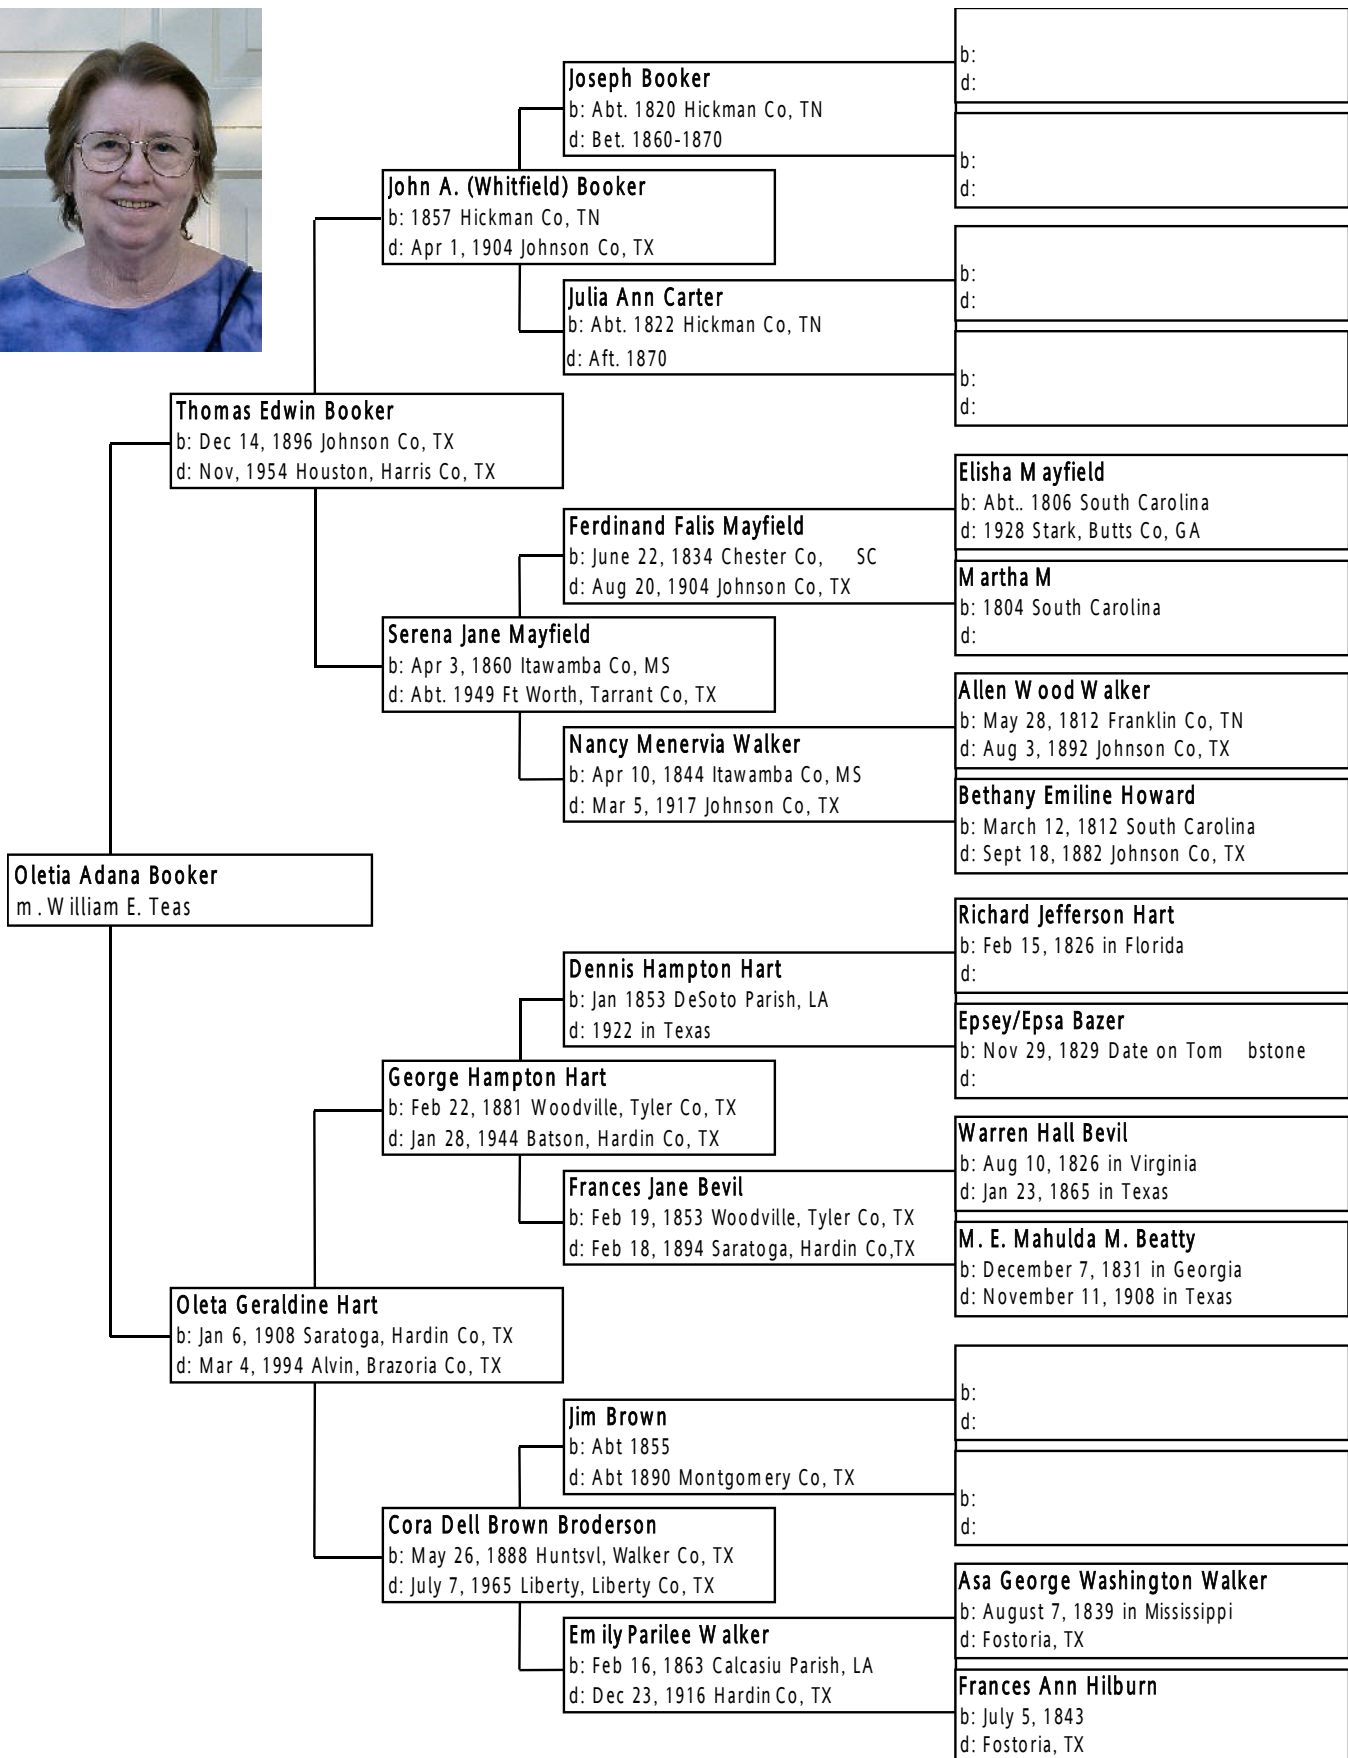 b:
d:
Joseph Booker
b: Abt. 1820 Hickman Co, TN
d: Bet. 1860-1870
b:
d:
John A. (Whitfield) Booker
b: 1857 Hickman Co, TN
d: Apr 1, 1904 Johnson Co, TX
b:
d:
Julia Ann Carter
b: Abt. 1822 Hickman Co, TN
d: Aft. 1870
b:
d:
Thomas Edwin Booker
b: Dec 14, 1896 Johnson Co, TX
d: Nov, 1954 Houston, Harris Co, TX
Elisha Mayfield
b: Abt.. 1806 South Carolina
d: 1928 Stark, Butts Co, GA
Ferdinand Falis Mayfield
b: June 22, 1834 Chester Co, SC
d: Aug 20, 1904 Johnson Co, TX
Martha M
b: 1804 South Carolina
d:
Serena Jane Mayfield
b: Apr 3, 1860 Itawamba Co, MS
d: Abt. 1949 Ft Worth, Tarrant Co, TX
Allen Wood Walker
b: May 28, 1812 Franklin Co, TN
d: Aug 3, 1892 Johnson Co, TX
Nancy Menervia Walker
b: Apr 10, 1844 Itawamba Co, MS
d: Mar 5, 1917 Johnson Co, TX
Bethany Emiline Howard
b: March 12, 1812 South Carolina
d: Sept 18, 1882 Johnson Co, TX
Oletia Adana Booker
m. William E. Teas
Richard Jefferson Hart
b: Feb 15, 1826 in Florida
d:
Dennis Hampton Hart
b: Jan 1853 DeSoto Parish, LA
d: 1922 in Texas
Epsey/Epsa Bazer
b: Nov 29, 1829 Date on Tom bstone
d:
George Hampton Hart
b: Feb 22, 1881 Woodville, Tyler Co, TX
d: Jan 28, 1944 Batson, Hardin Co, TX
Warren Hall Bevil
b: Aug 10, 1826 in Virginia
d: Jan 23, 1865 in Texas
Frances Jane Bevil
b: Feb 19, 1853 Woodville, Tyler Co, TX
d: Feb 18, 1894 Saratoga, Hardin Co,TX
M. E. Mahulda M. Beatty
b: December 7, 1831 in Georgia
d: November 11, 1908 in Texas
Oleta Geraldine Hart
b: Jan 6, 1908 Saratoga, Hardin Co, TX
d: Mar 4, 1994 Alvin, Brazoria Co, TX
b:
d:
Jim Brown
b: Abt 1855
d: Abt 1890 Montgomery Co, TX
b:
d:
Cora Dell Brown Broderson
b: May 26, 1888 Huntsvl, Walker Co, TX
d: July 7, 1965 Liberty, Liberty Co, TX
Asa George Washington Walker
b: August 7, 1839 in Mississippi
d: Fostoria, TX
Emily Parilee Walker
b: Feb 16, 1863 Calcasiu Parish, LA
d: Dec 23, 1916 Hardin Co, TX
Frances Ann Hilburn
b: July 5, 1843
d: Fostoria, TX